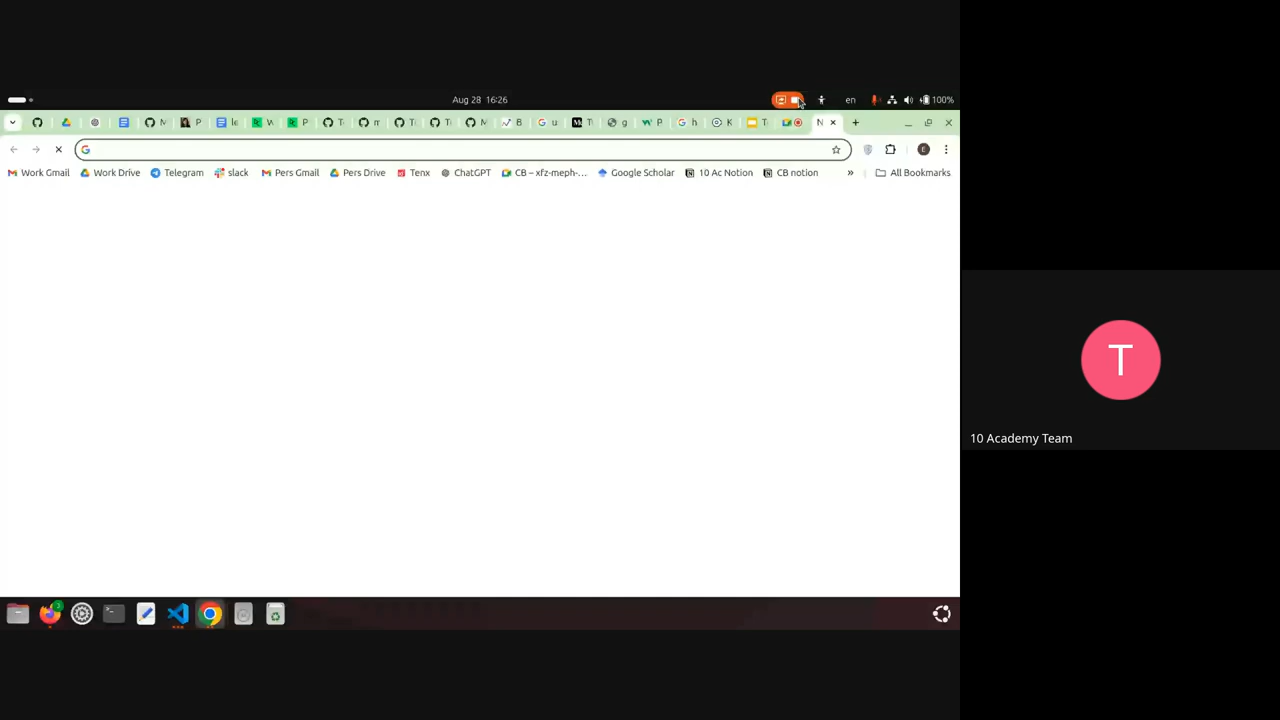 Aug 28 16:26
en
100%
Work Gmail
Work Drive
Telegram
slack
Pers Gmail
Pers Drive
Tenx
ChatGPT
CB – xfz-meph-...
Google Scholar
10 Ac Notion
CB notion
»
All Bookmarks
T
10 Academy Team